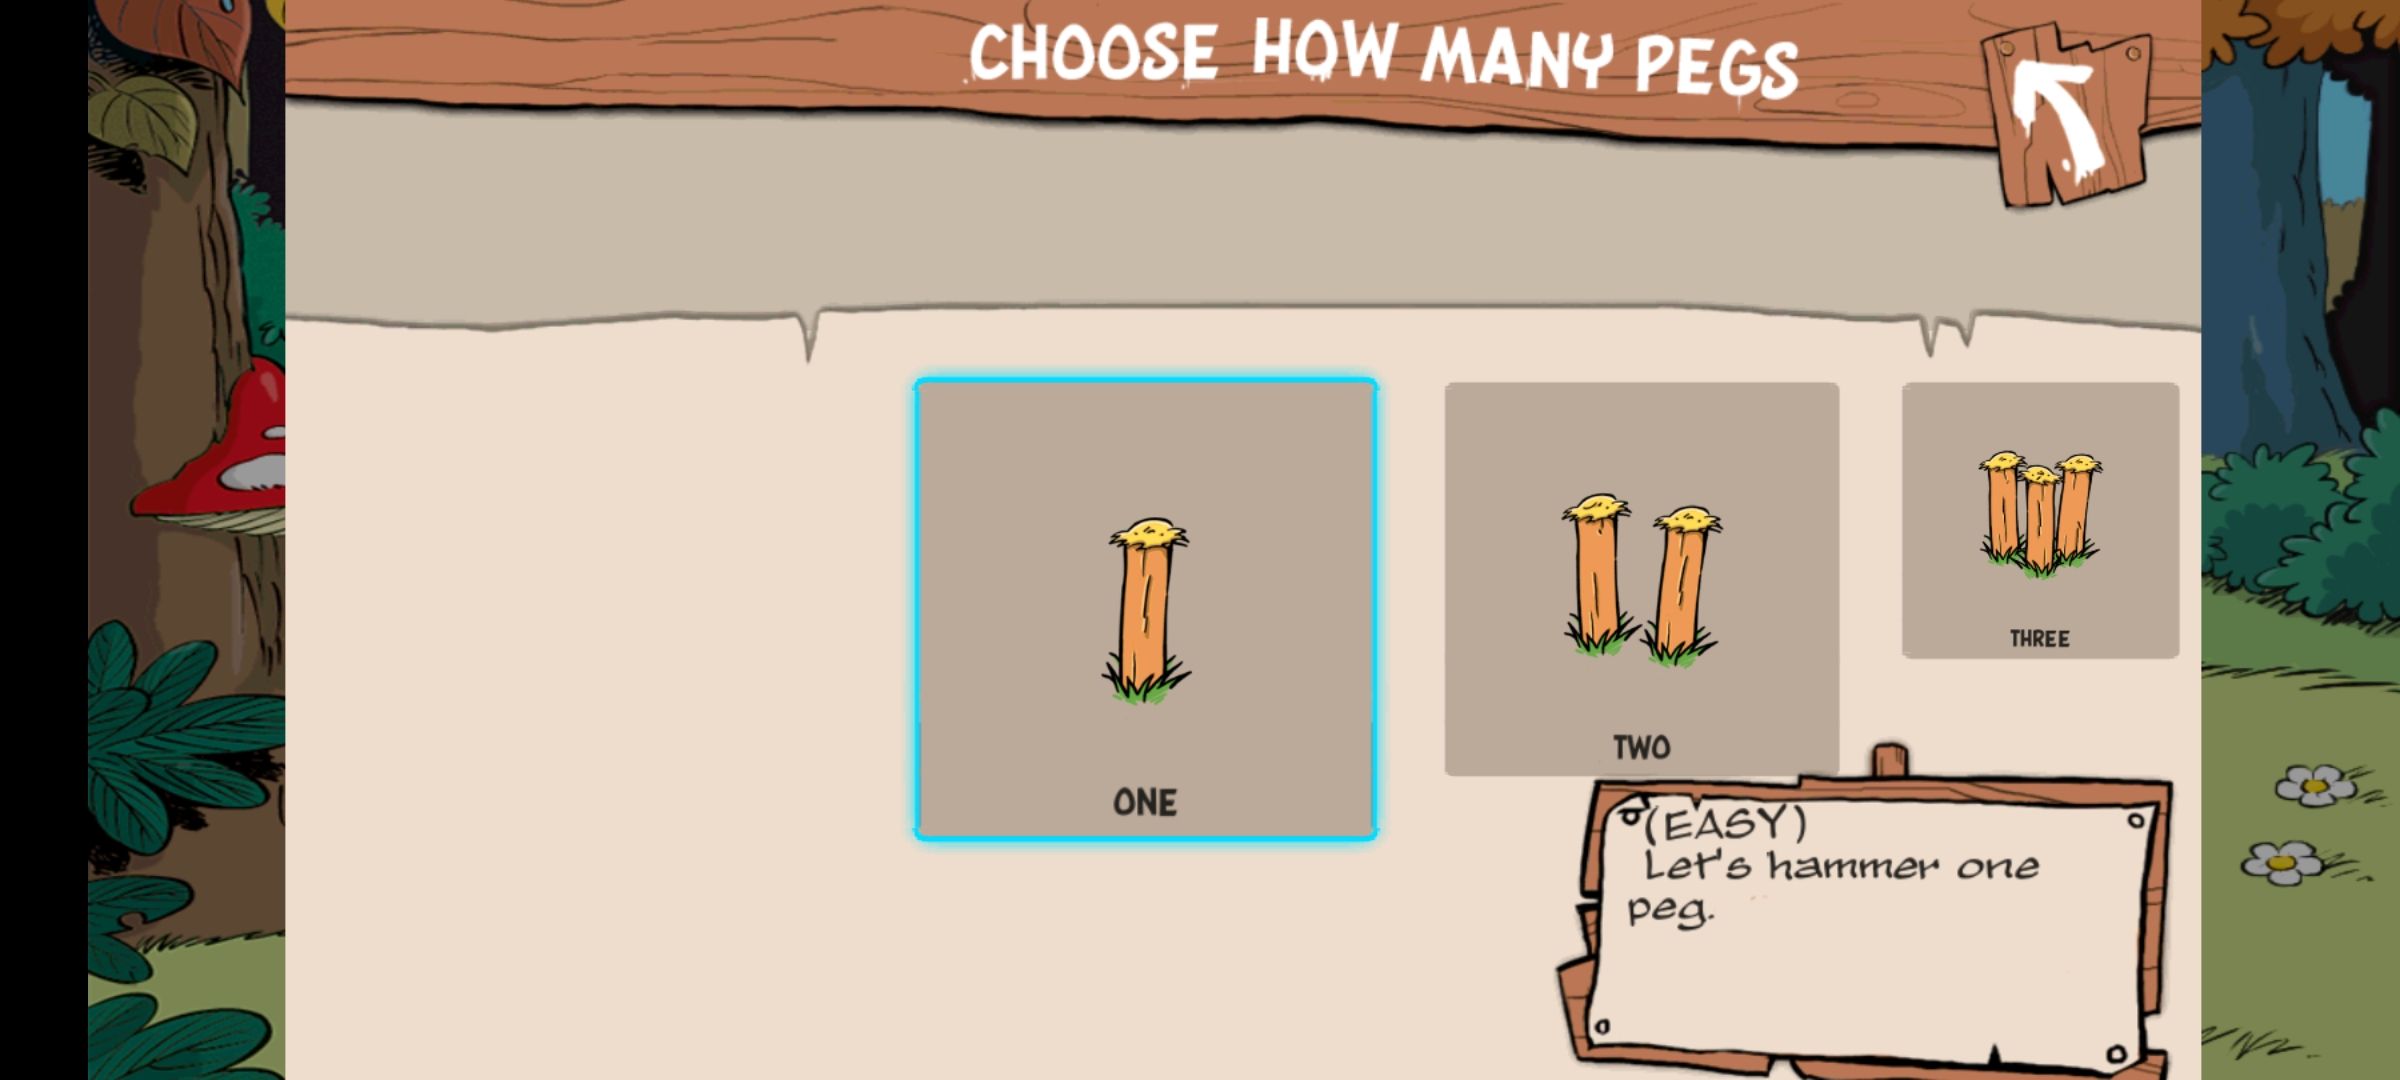 CHOOSE HOW MANY PEGS
ONE
TWO
THREE
(EASY)
Let's hammer one
peg.